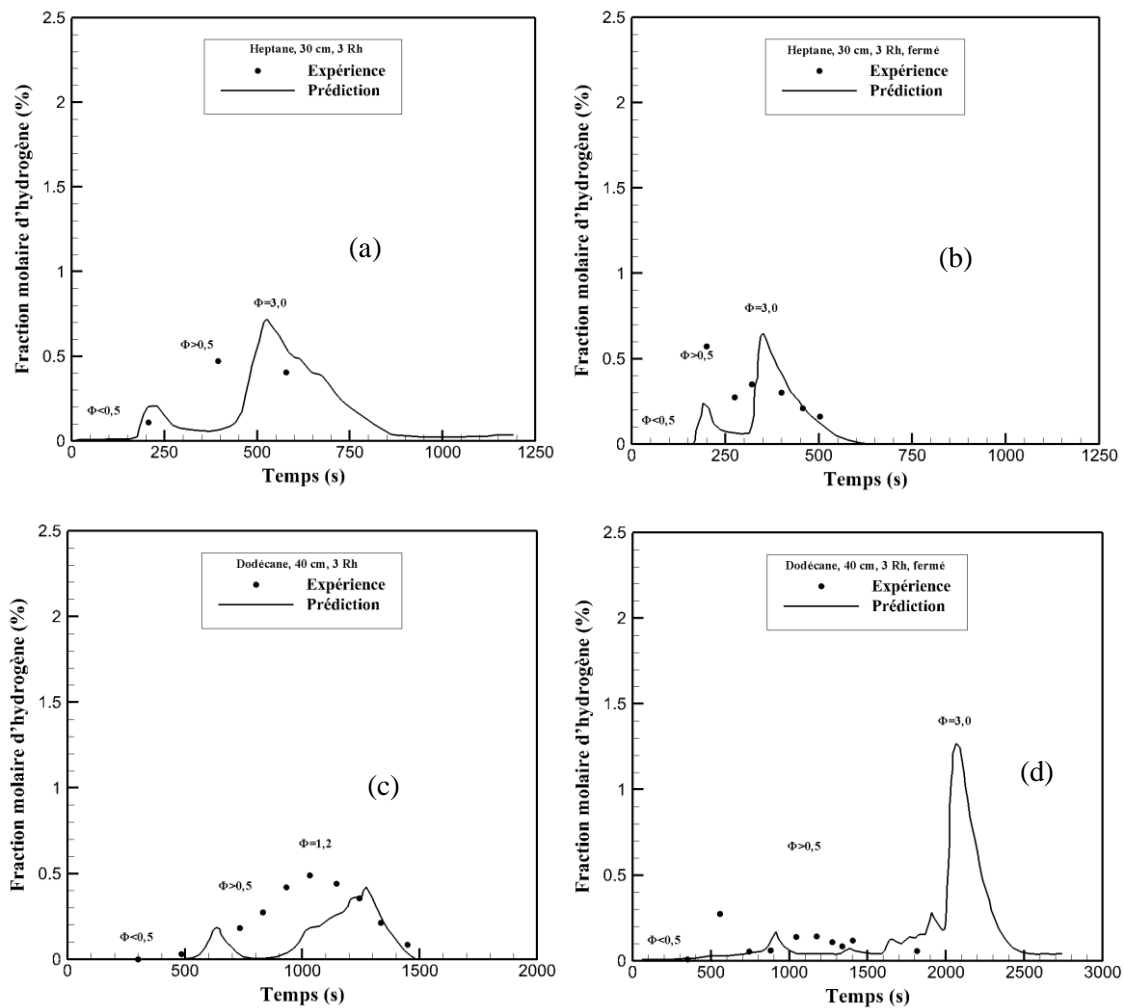 Heptane, 30 cm, 3 Rh
Expérience
Prédiction
Fraction molaire d'hydrogène (%)
2.5
2
1.5
1
0.5
0
(a)
Φ=3,0
Φ>0,5
Φ<0,5
0 250 500 750 1000 1250
Temps (s)
Heptane, 30 cm, 3 Rh, fermé
Expérience
Prédiction
Fraction molaire d'hydrogène (%)
2.5
2
1.5
1
0.5
0
(b)
Φ=3,0
Φ>0,5
Φ<0,5
0 250 500 750 1000 1250
Temps (s)
Dodécane, 40 cm, 3 Rh
Expérience
Prédiction
Fraction molaire d'hydrogène (%)
2.5
2
1.5
1
0.5
0
(c)
Φ=1,2
Φ>0,5
Φ<0,5
0 500 1000 1500 2000
Temps (s)
Dodécane, 40 cm, 3 Rh, fermé
Expérience
Prédiction
Fraction molaire d'hydrogène (%)
2.5
2
1.5
1
0.5
0
Φ=3,0
(d)
Φ>0,5
Φ<0,5
0 500 1000 1500 2000 2500 3000
Temps (s)